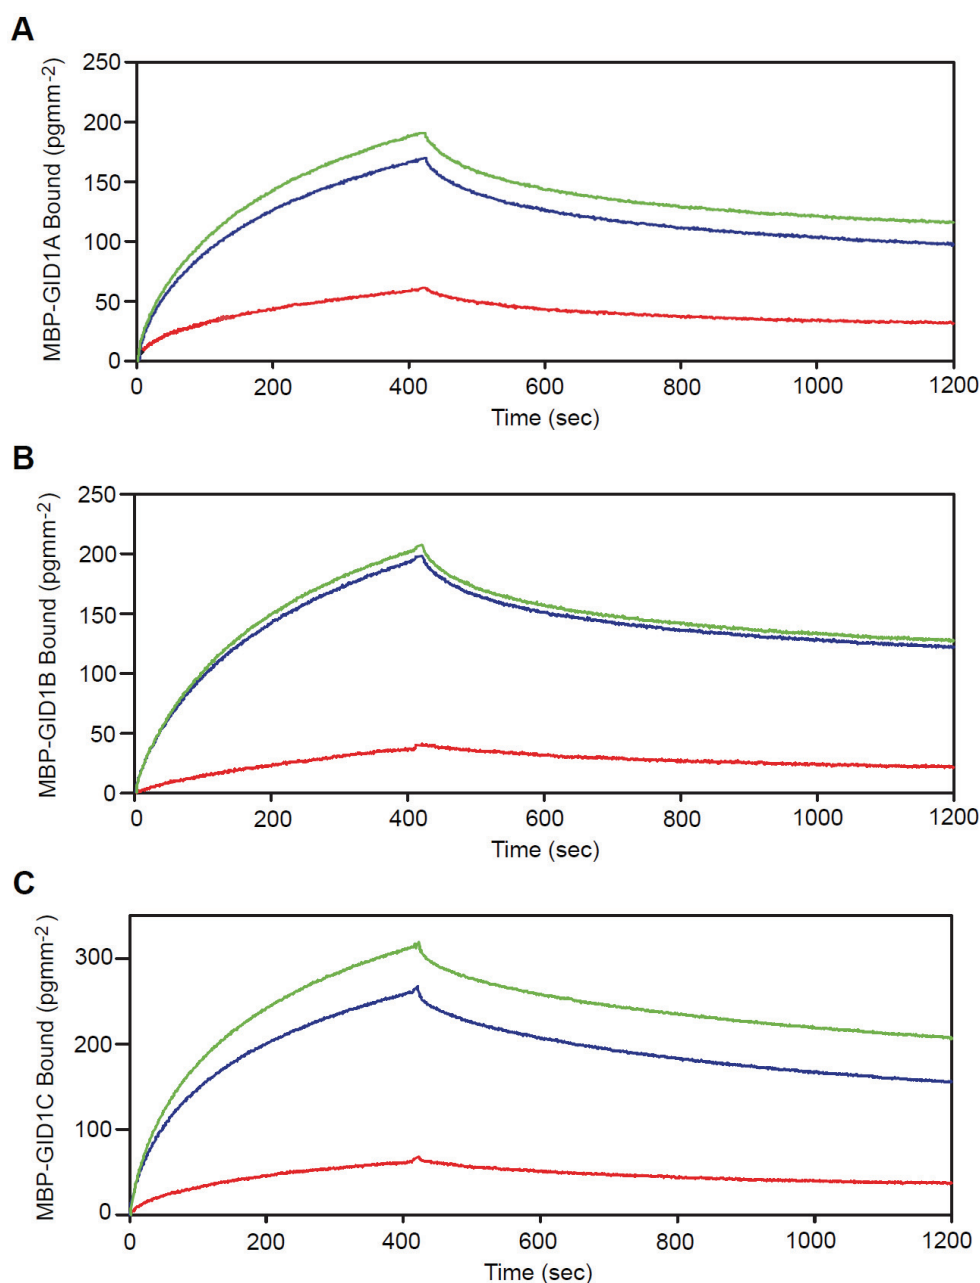 A
MBP-GID1A Bound (pgmm-2)
250
200
150
100
50
0
0 200 400 600 800 1000 1200
Time (sec)
B
MBP-GID1B Bound (pgmm-2)
250
200
150
100
50
0
0 200 400 600 800 1000 1200
Time (sec)
C
MBP-GID1C Bound (pgmm-2)
300
200
100
0
0 200 400 600 800 1000 1200
Time (sec)